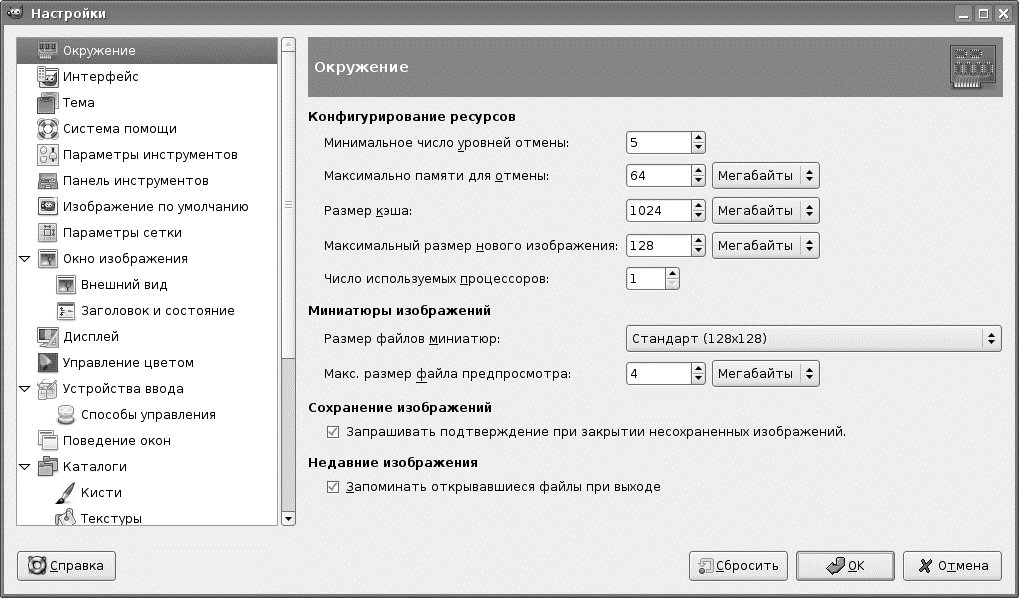 Настройки
Окружение
Интерфейс
Тема
Система помощи
Параметры инструментов
Панель инструментов
Изображение по умолчанию
Параметры сетки
Окно изображения
Внешний вид
Заголовок и состояние
Дисплей
Управление цветом
Устройства ввода
Способы управления
Поведение окон
Каталоги
Кисти
Текстуры
Окружение
Конфигурирование ресурсов
Минимальное число уровней отмены: 5
Максимально памяти для отмены: 64 Мегабайты
Размер кэша: 1024 Мегабайты
Максимальный размер нового изображения: 128 Мегабайты
Число используемых процессоров: 1
Миниатюры изображений
Размер файлов миниатюр: Стандарт (128x128)
Макс. размер файла предпросмотра: 4 Мегабайты
Сохранение изображений
Запрашивать подтверждение при закрытии несохраненных изображений.
Недавние изображения
Запоминать открывавшиеся файлы при выходе
Справка Сбросить OK Отмена